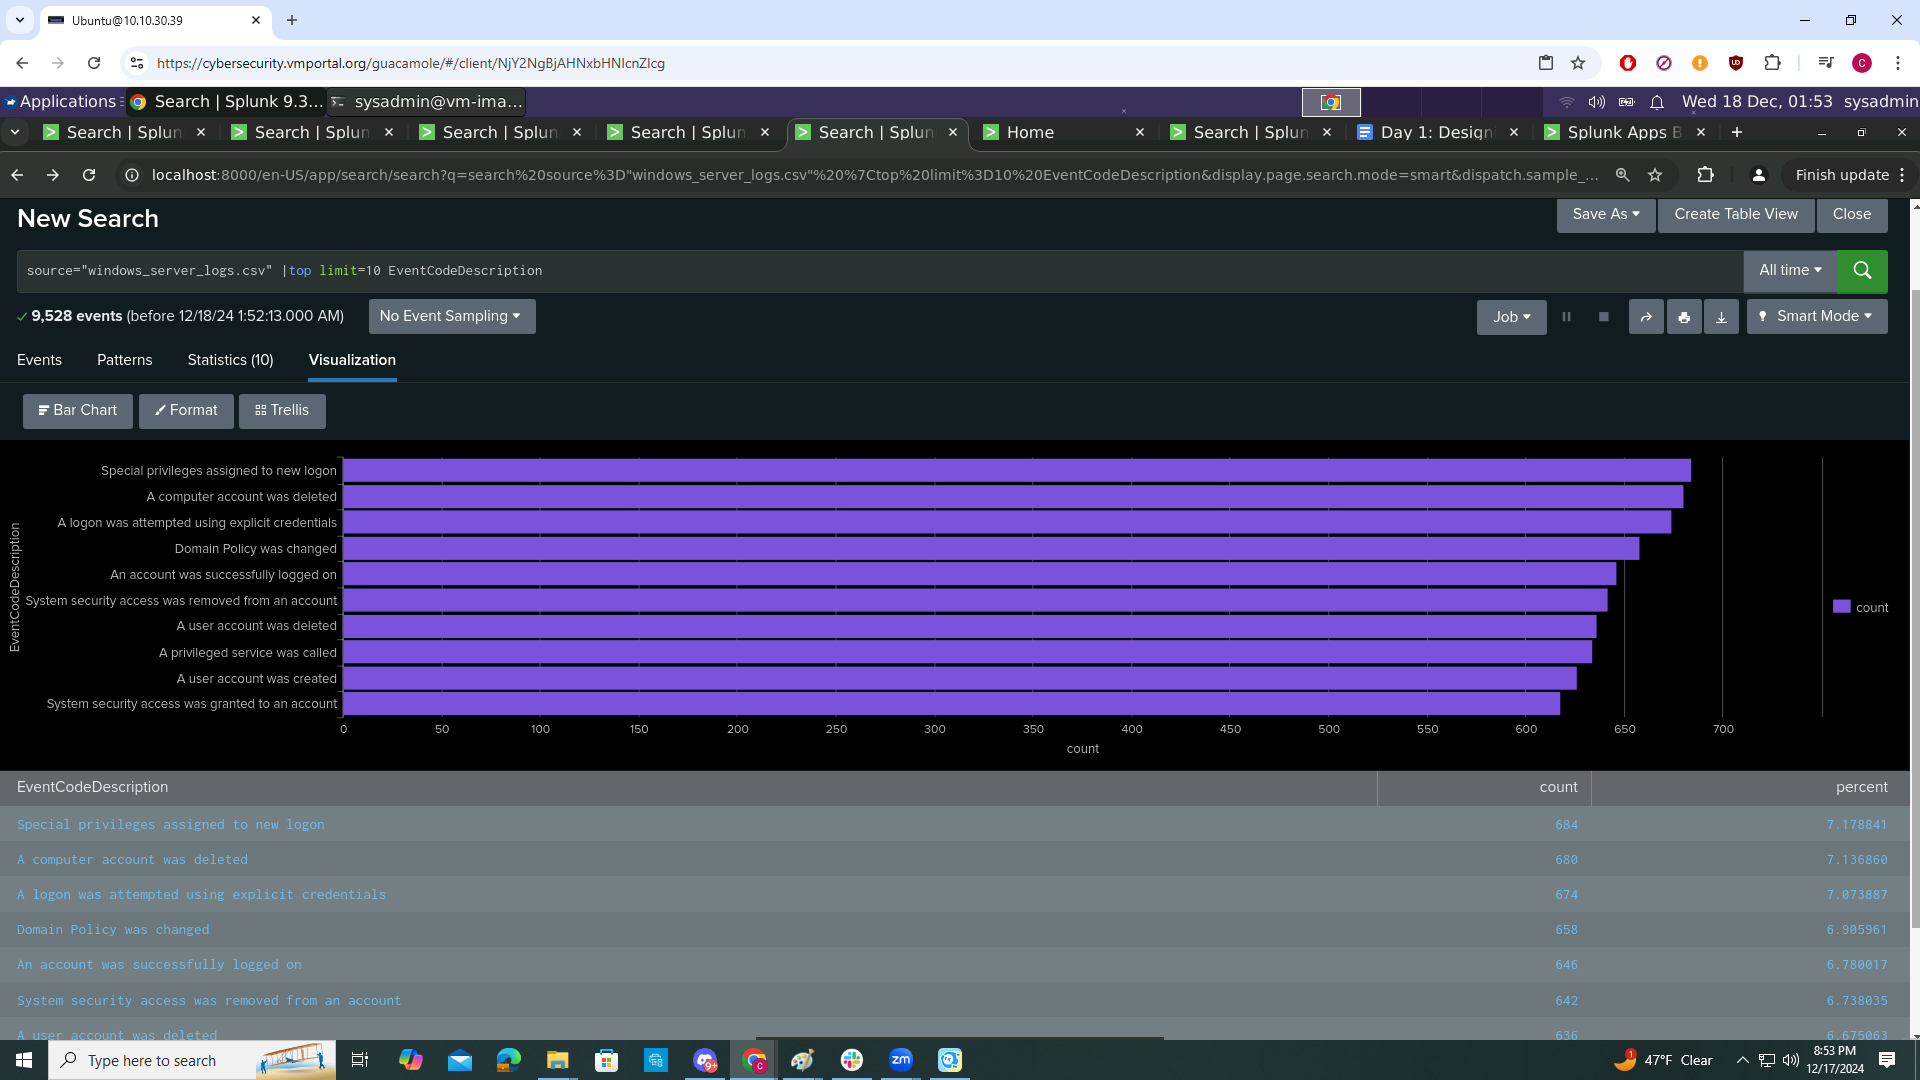 Ubuntu@10.10.30.39
https://cybersecurity.vmportal.org/guacamole/#/client/NjY2NgBjAHNxbHNlcnZlcg
C
Applications
Search | Splunk 9.3...
sysadmin@vm-ima...
Wed 18 Dec, 01:53 sysadmin
Search | Splun
Search | Splun
Search | Splun
Search | Splun
Search | Splun
Home
Search | Splun
Day 1: Design
Splunk Apps B
localhost:8000/en-US/app/search/search?q=search%20source%3D"windows_server_logs.csv"%20%7Ctop%20limit%3D10%20EventCodeDescription&display.page.search.mode=smart&dispatch.sample_...
Finish update
New Search
Save As
Create Table View
Close
source="windows_server_logs.csv" |top limit=10 EventCodeDescription
All time
9,528 events (before 12/18/24 1:52:13.000 AM)
No Event Sampling
Job
Smart Mode
Events
Patterns
Statistics (10)
Visualization
Bar Chart
Format
Trellis
EventCodeDescription
Special privileges assigned to new logon
A computer account was deleted
A logon was attempted using explicit credentials
Domain Policy was changed
An account was successfully logged on
System security access was removed from an account
A user account was deleted
A privileged service was called
A user account was created
System security access was granted to an account
0 50 100 150 200 250 300 350 400 450 500 550 600 650 700
count
count
EventCodeDescription count percent
Special privileges assigned to new logon 684 7.178841
A computer account was deleted 680 7.136860
A logon was attempted using explicit credentials 674 7.073887
Domain Policy was changed 658 6.905961
An account was successfully logged on 646 6.780017
System security access was removed from an account 642 6.738035
A user account was deleted 636 6.675063
Type here to search
9+
C
zm
1
47°F Clear
8:53 PM
12/17/2024